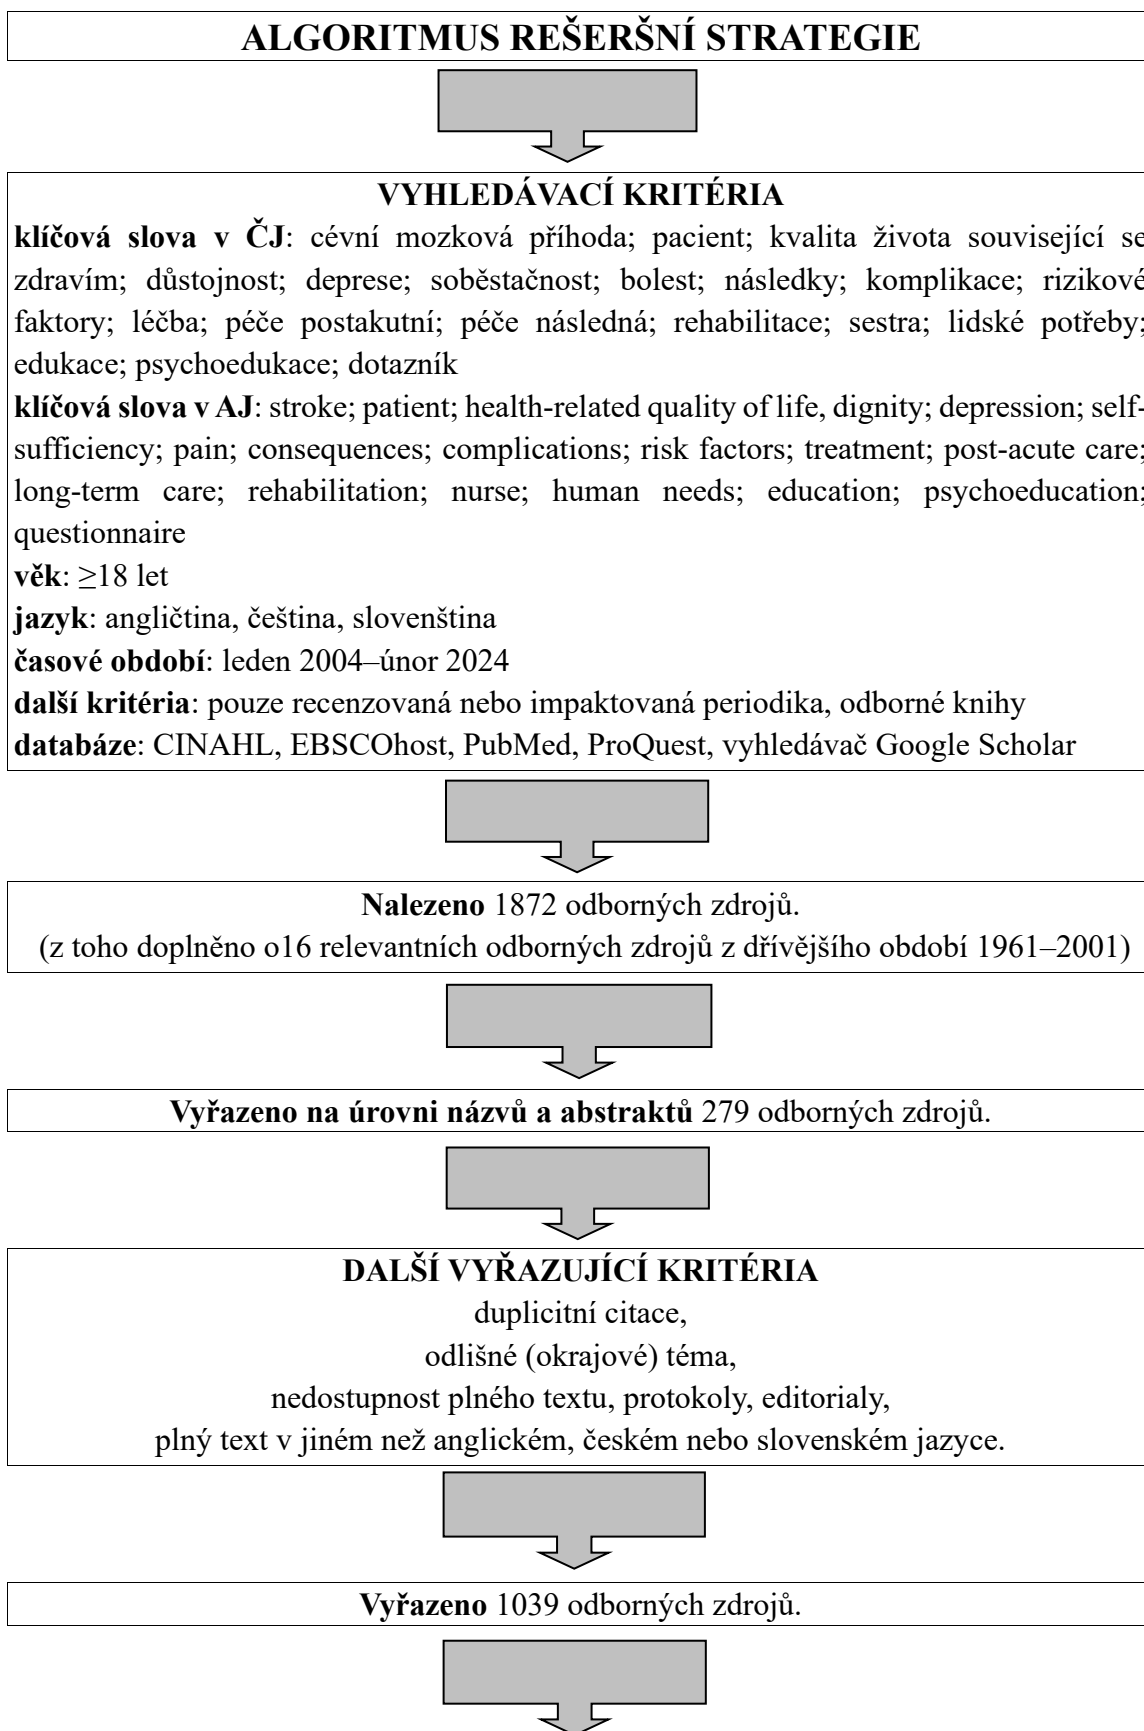 ALGORITMUS REŠERŠNÍ STRATEGIE
VYHLEDÁVACÍ KRITÉRIA
klíčová slova v ČJ: cévní mozková příhoda; pacient; kvalita života související se
zdravím; důstojnost; deprese; soběstačnost; bolest; následky; komplikace; rizikové
faktory; léčba; péče postakutní; péče následná; rehabilitace; sestra; lidské potřeby;
edukace; psychoedukace; dotazník
klíčová slova v AJ: stroke; patient; health-related quality of life, dignity; depression; self-
sufficiency; pain; consequences; complications; risk factors; treatment; post-acute care;
long-term care; rehabilitation; nurse; human needs; education; psychoeducation;
questionnaire
věk: ≥18 let
jazyk: angličtina, čeština, slovenština
časové období: leden 2004–únor 2024
další kritéria: pouze recenzovaná nebo impaktovaná periodika, odborné knihy
databáze: CINAHL, EBSCOhost, PubMed, ProQuest, vyhledávač Google Scholar
Nalezeno 1872 odborných zdrojů.
(z toho doplněno o16 relevantních odborných zdrojů z dřívějšího období 1961–2001)
Vyřazeno na úrovni názvů a abstraktů 279 odborných zdrojů.
DALŠÍ VYŘAZUJÍCÍ KRITÉRIA
duplicitní citace,
odlišné (okrajové) téma,
nedostupnost plného textu, protokoly, editorialy,
plný text v jiném než anglickém, českém nebo slovenském jazyce.
Vyřazeno 1039 odborných zdrojů.